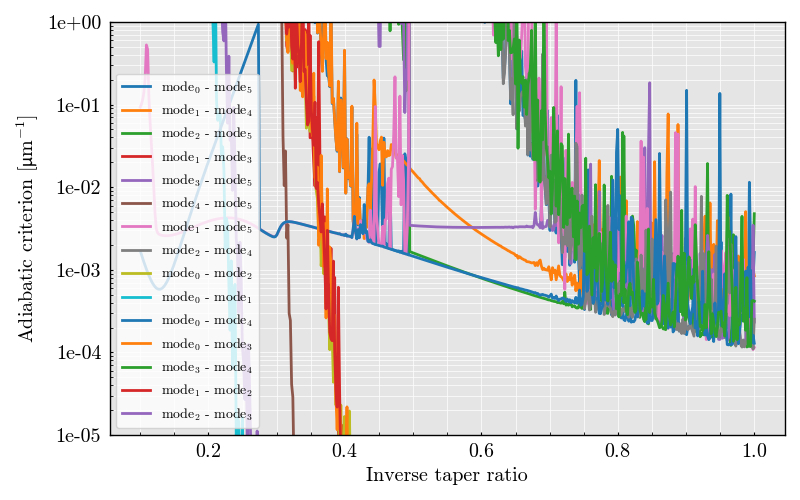 1e+00
1e-01
1e-02
1e-03
1e-04
1e-05
Adiabatic criterion [µm⁻¹]
mode₀ - mode₅
mode₁ - mode₄
mode₂ - mode₅
mode₁ - mode₃
mode₃ - mode₅
mode₄ - mode₅
mode₁ - mode₅
mode₂ - mode₄
mode₀ - mode₂
mode₀ - mode₁
mode₀ - mode₄
mode₀ - mode₃
mode₃ - mode₄
mode₁ - mode₂
mode₂ - mode₃
0.2 0.4 0.6 0.8 1.0
Inverse taper ratio